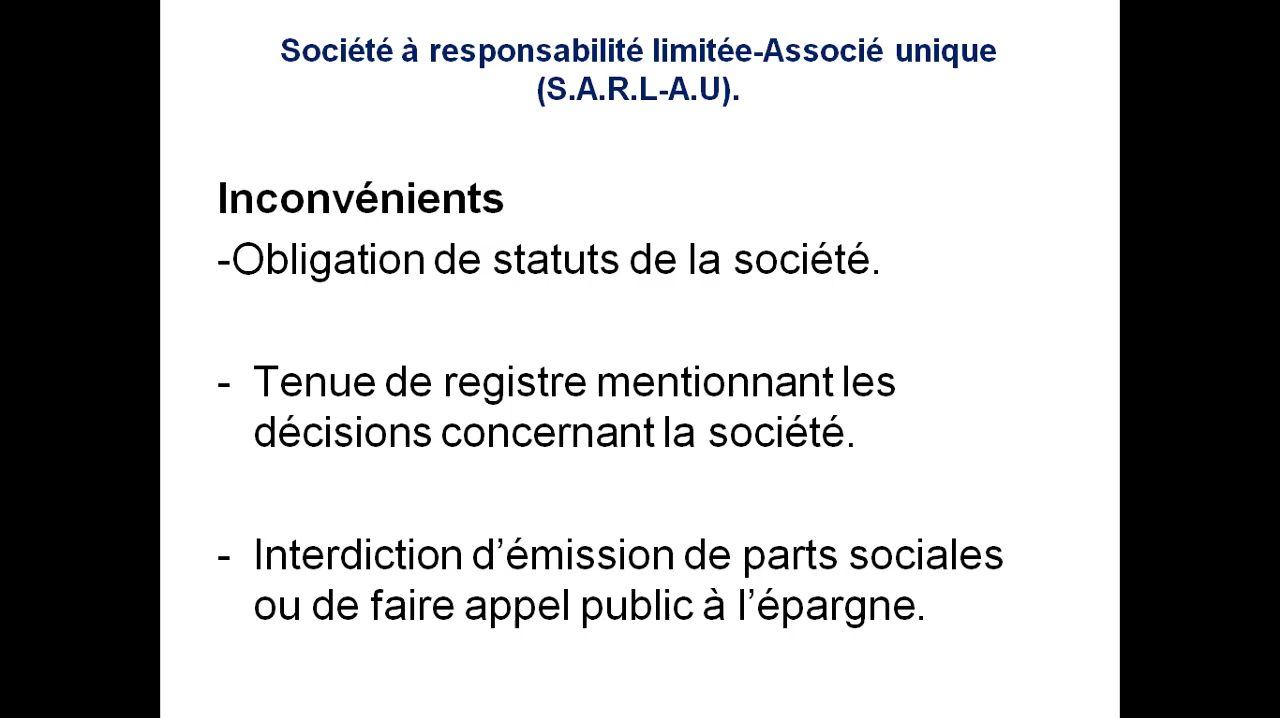 Société à responsabilité limitée-Associé unique
(S.A.R.L-A.U).
Inconvénients
-Obligation de statuts de la société.
- Tenue de registre mentionnant les
décisions concernant la société.
- Interdiction d’émission de parts sociales
ou de faire appel public à l’épargne.